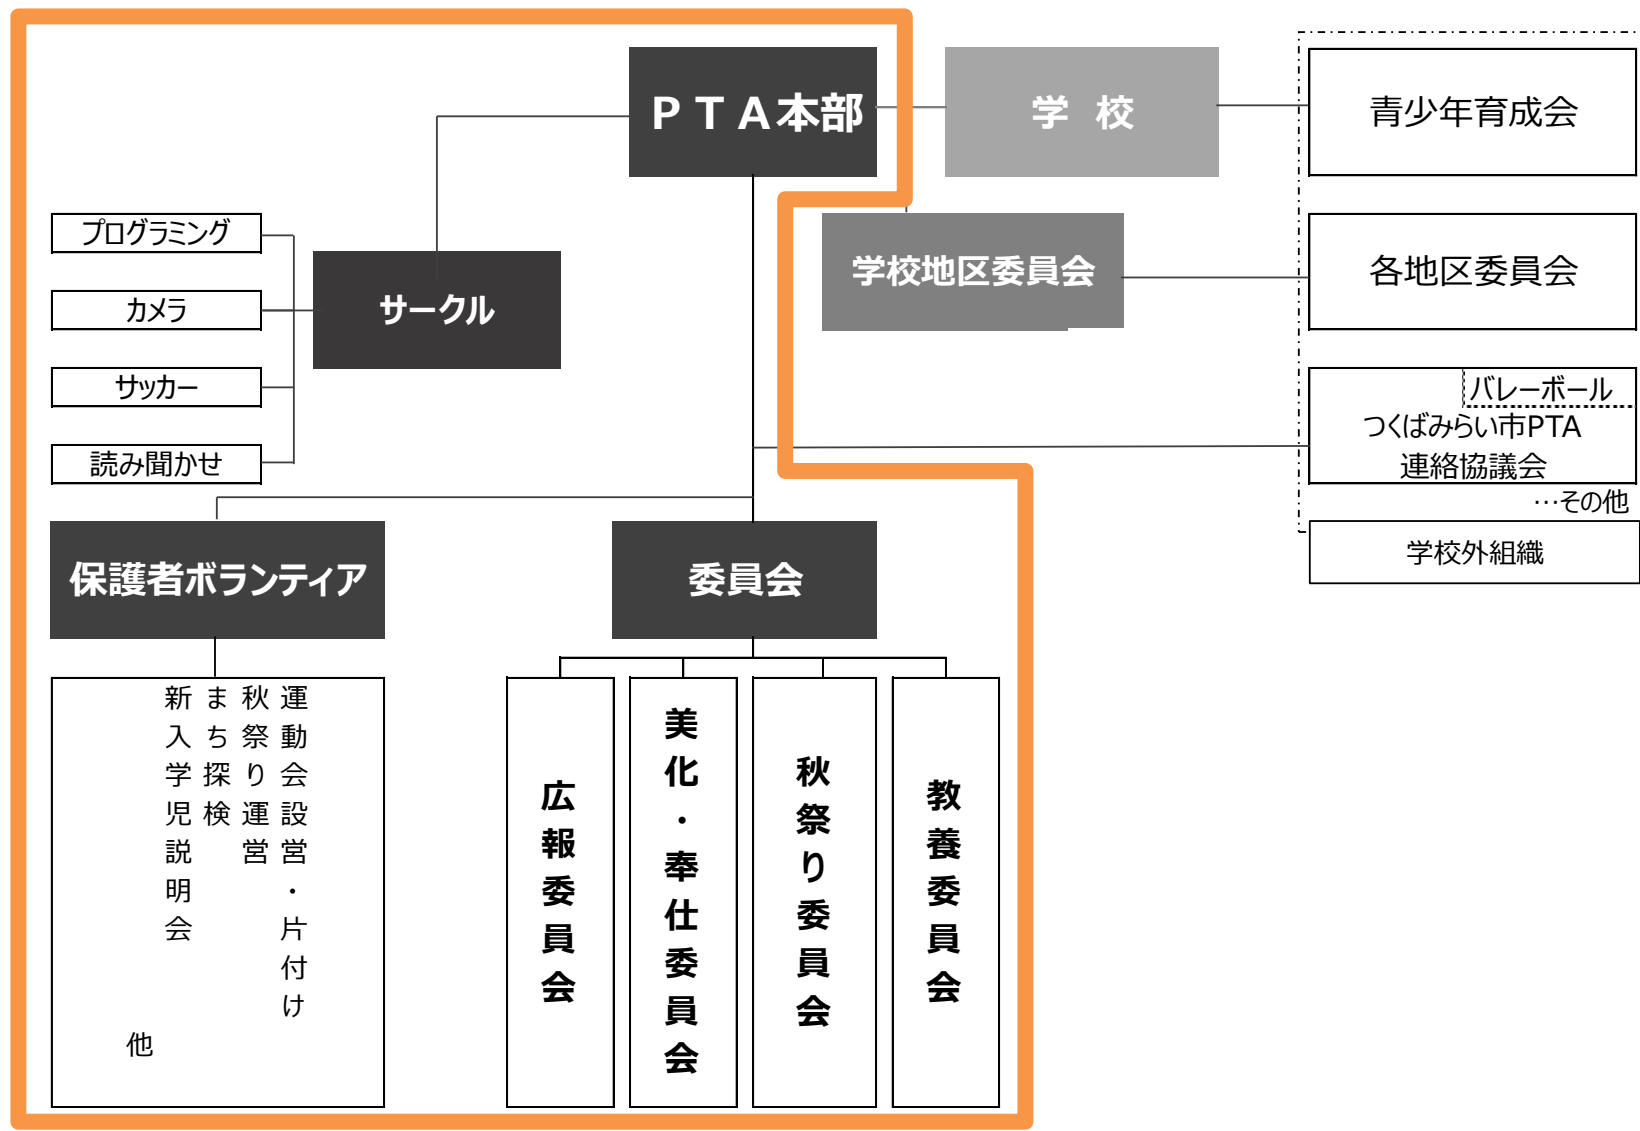 ＰＴＡ本部
学 校
青少年育成会
プログラミング
カメラ
サッカー
読み聞かせ
サークル
学校地区委員会
各地区委員会
バレーボール
つくばみらい市PTA
連絡協議会
…その他
学校外組織
保護者ボランティア
委員会
運動会設営・片付け
秋祭り運営
まち探検
新入学児説明会
他
広報委員会
美化・奉仕委員会
秋祭り委員会
教養委員会